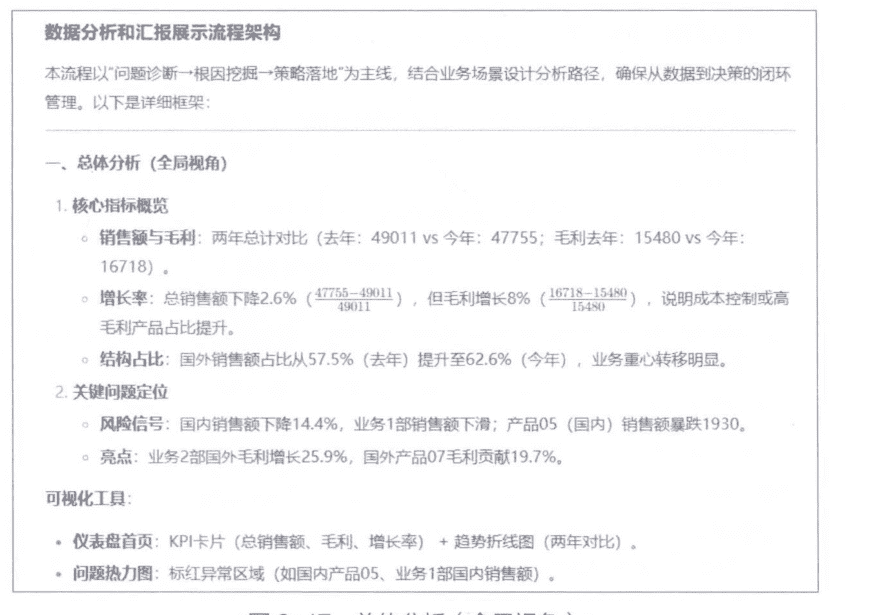 数据分析和汇报展示流程架构
本流程以“问题诊断→根因挖掘→策略落地”为主线，结合业务场景设计分析路径，确保从数据到决策的闭环
管理。以下是详细框架：
一、总体分析（全局视角）
1. 核心指标概览
◦ 销售额与毛利：两年总计对比（去年：49011 vs 今年：47755；毛利去年：15480 vs 今年：
16718）。
◦ 增长率：总销售额下降2.6%（\frac{47755-49011}{49011}），但毛利增长8%（\frac{16718-15480}{15480}），说明成本控制或高
毛利产品占比提升。
◦ 结构占比：国外销售额占比从57.5%（去年）提升至62.6%（今年），业务重心转移明显。
2. 关键问题定位
◦ 风险信号：国内销售额下降14.4%，业务1部销售额下滑；产品05（国内）销售额暴跌1930。
◦ 亮点：业务2部国外毛利增长25.9%，国外产品07毛利贡献19.7%。
可视化工具：
• 仪表盘首页：KPI卡片（总销售额、毛利、增长率） + 趋势折线图（两年对比）。
• 问题热力图：标红异常区域（如国内产品05、业务1部国内销售额）。